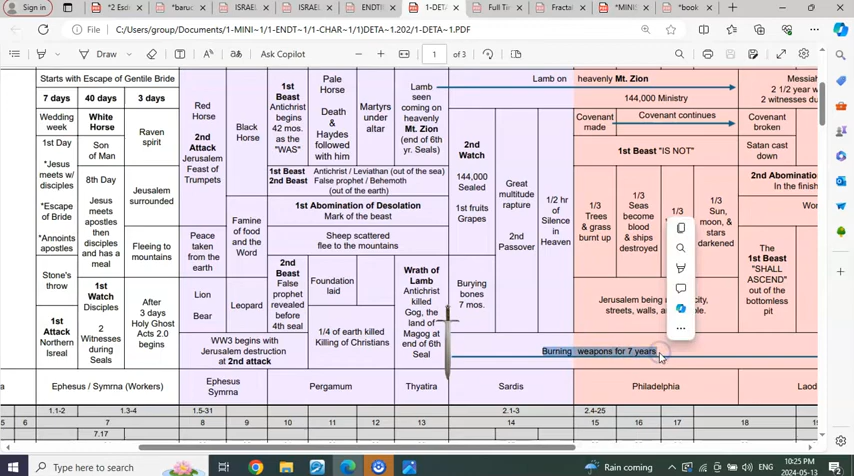 Sign in
*2 Esd
*baruc
ISRAEL
ISRAEL
ENDTI
1-DETA
Full Tim
Fractal
*MINIS
*book
File
C:/Users/group/Documents/1-MINI~1/1-ENDT~1/1-CHAR~1/1)DETA~1.202/1-DETA~1.PDF
Draw
Ask Copilot
1
of 3
Starts with Escape of Gentile Bride
7 days
40 days
3 days
Wedding
week
1st Day
*Jesus
meets w/
disciples
*Escape
of Bride
*Annoints
apostles
Stone's
throw
1st
Attack
Northern
Isreal
White
Horse
Son of
Man
8th Day
Jesus
meets
apostles
then
disciples
and has a
meal
1st
Watch
Disciples
2
Witnesses
during
Seals
Raven
spirit
Jerusalem
surrounded
Fleeing to
mountains
After
3 days
Holy Ghost
Acts 2.0
begins
Red
Horse
2nd
Attack
Jerusalem
Feast of
Trumpets
Peace
taken
from the
earth
Lion
Bear
Black
Horse
Famine
of food
and the
Word
Leopard
WW3 begins with
Jerusalem destruction
at 2nd attack
1st
Beast
Antichrist
begins
42 mos.
as the
"WAS"
Pale
Horse
Death
&
Haydes
followed
with him
Martyrs
under
altar
1st Beast Antichrist / Leviathan (out of the sea)
2nd Beast False prophet / Behemoth
(out of the earth)
1st Abomination of Desolation
Mark of the beast
Sheep scattered
flee to the mountains
2nd
Beast
False
prophet
revealed
before
4th seal
Foundation
laid
1/4 of earth killed
Killing of Christians
Lamb
seen
coming on
heavenly
Mt. Zion
(end of 6th
yr. Seals)
Wrath of
Lamb
Antichrist
killed
Gog, the
land of
Magog at
end of 6th
Seal
Lamb on heavenly Mt. Zion
144,000 Ministry
2nd
Watch
144,000
Sealed
1st fruits
Grapes
Burying
bones
7 mos.
Great
multitude
rapture
2nd
Passover
1/2 hr
of
Silence
in
Heaven
Covenant
made
Covenant continues
1st Beast "IS NOT"
1/3
Trees
& grass
burnt up
1/3
Seas
become
blood
& ships
destroyed
1/3
1/3
Sun,
moon, &
stars
darkened
Jerusalem being
city,
streets, walls, an
Burning weapons for 7 years
Messiah
2 1/2 year w
2 witnesses du
Covenant
broken
Satan cast
down
2nd Abomina
In the finish
Wor
The
1st Beast
"SHALL
ASCEND"
out of the
bottomless
pit
Ephesus / Symrna (Workers)
Ephesus
Symrna
Pergamum
Thyatira
Sardis
Philadelphia
Laod
1.1-2
1.3-4
1.5-31
2.1-3
2.4-25
6
7
8
9
10
11
12
13
14
15
16
17
18
7.17
Type here to search
Rain coming
ENG
10:25 PM
2024-05-13